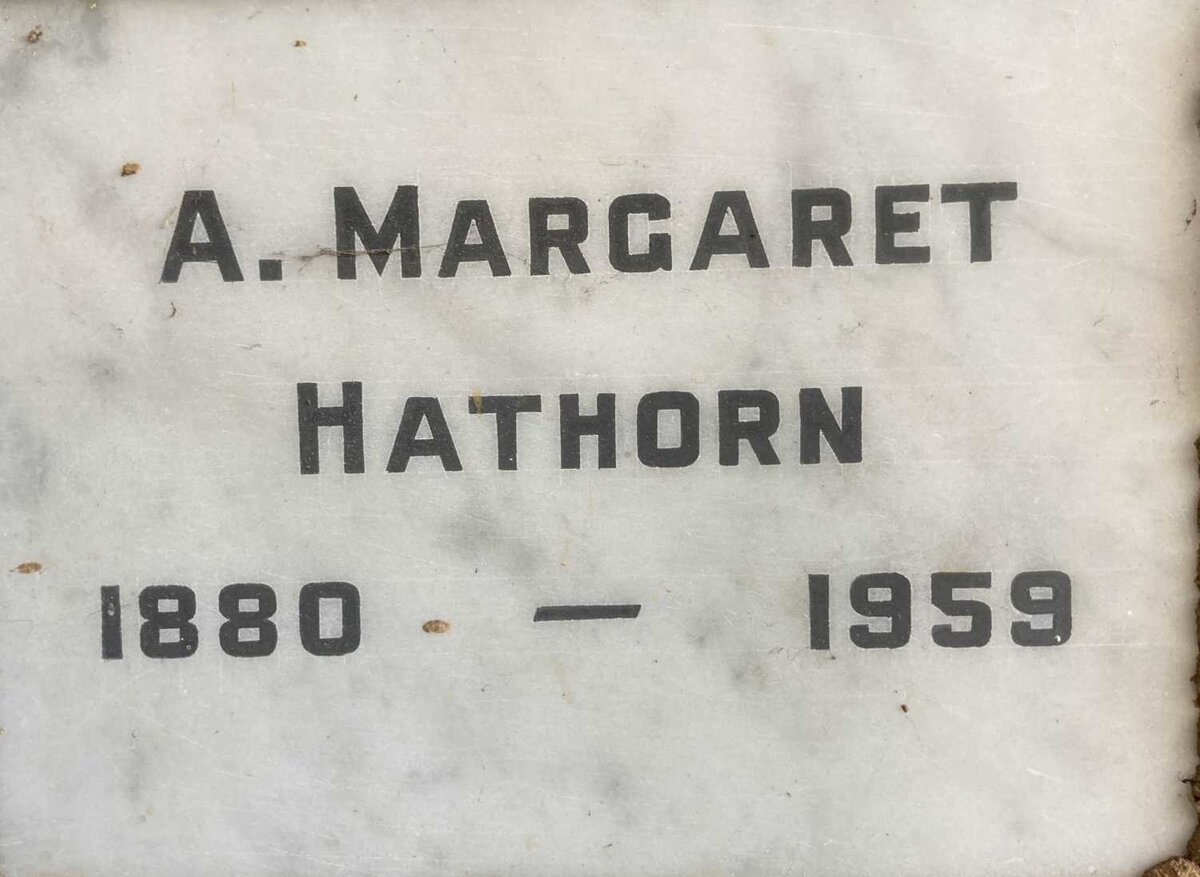 A. MARGARET
HATHORN
1880 — 1959